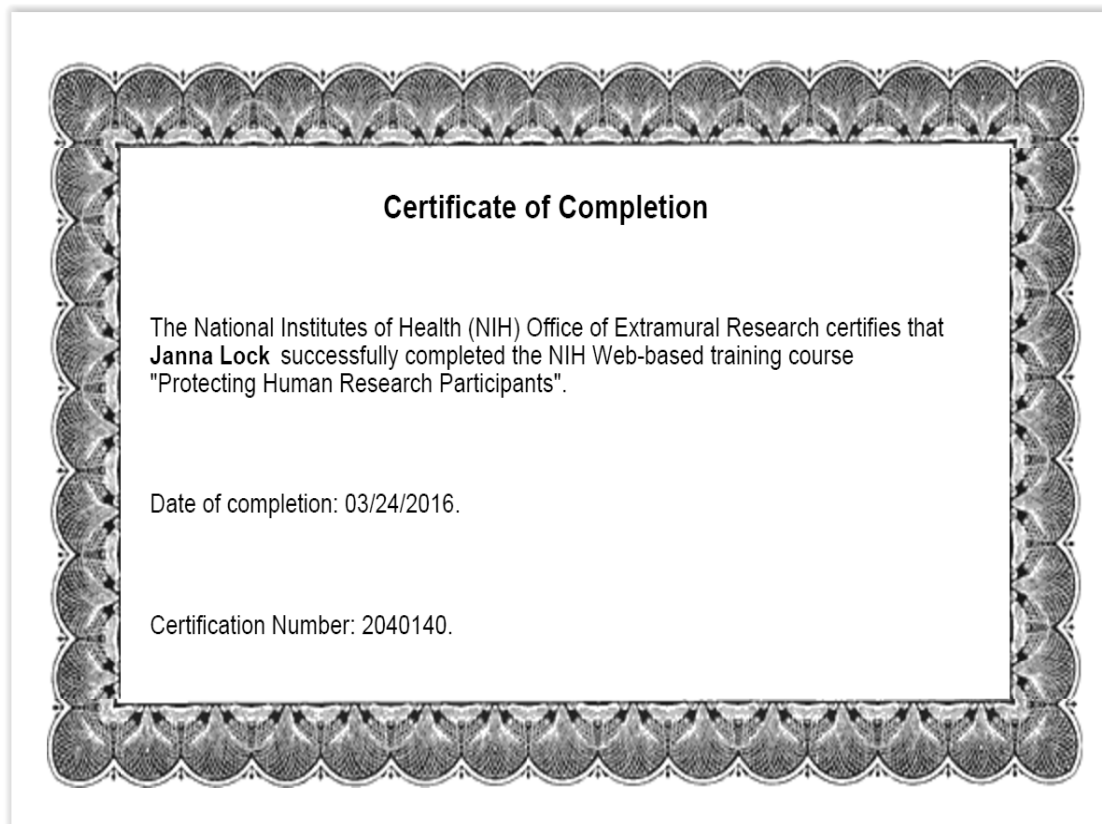 Certificate of Completion
The National Institutes of Health (NIH) Office of Extramural Research certifies that
Janna Lock successfully completed the NIH Web-based training course
"Protecting Human Research Participants".
Date of completion: 03/24/2016.
Certification Number: 2040140.